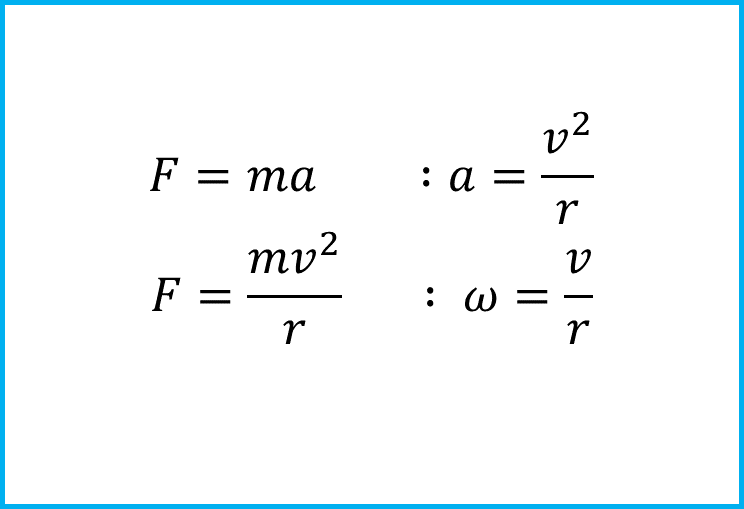 F = ma : a = v²/r
F = mv²/r : ω = v/r